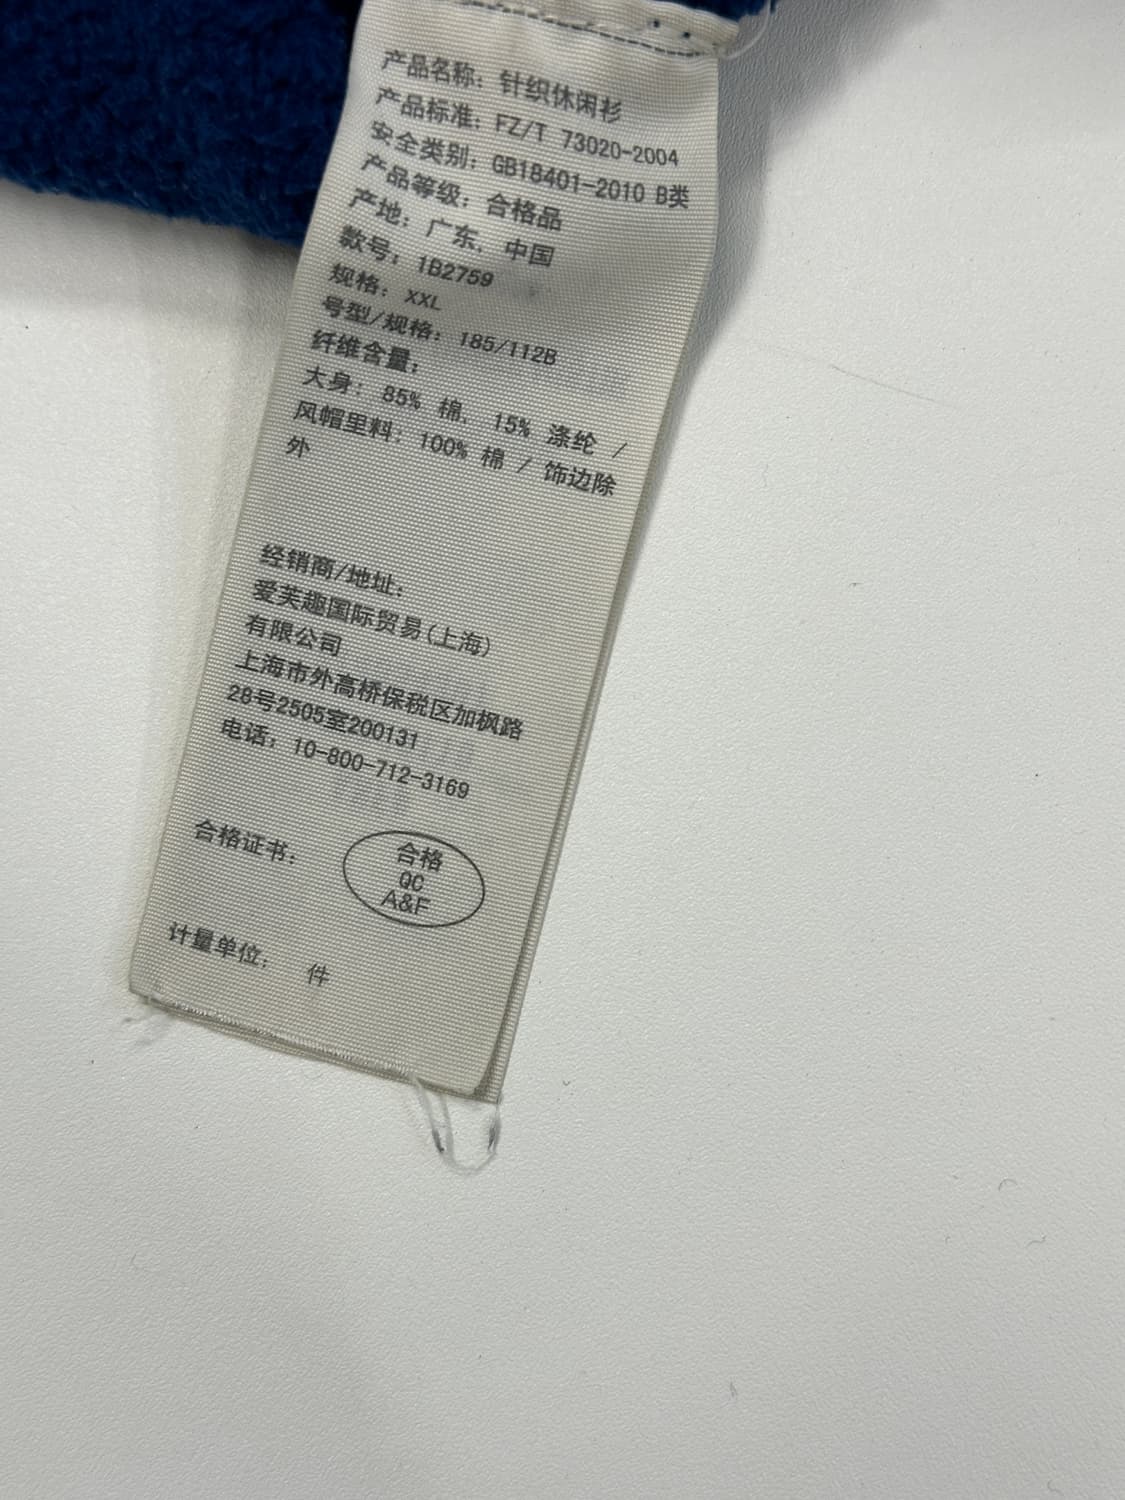 产品名称: 针织休闲衫
产品标准: FZ/T 73020-2004
安全类别: GB18401-2010 B类
产品等级: 合格品
产地: 广东, 中国
款号: 1B2759
规格: XXL
号型/规格: 185/112B
纤维含量:
大身: 85% 棉, 15% 涤纶 /
风帽里料: 100% 棉 / 饰边除
外
经销商/地址:
爱芙趣国际贸易(上海)
有限公司
上海市外高桥保税区加枫路
28号2505室200131
电话: 10-800-712-3169
合格证书:
合格
QC
A&F
计量单位: 件